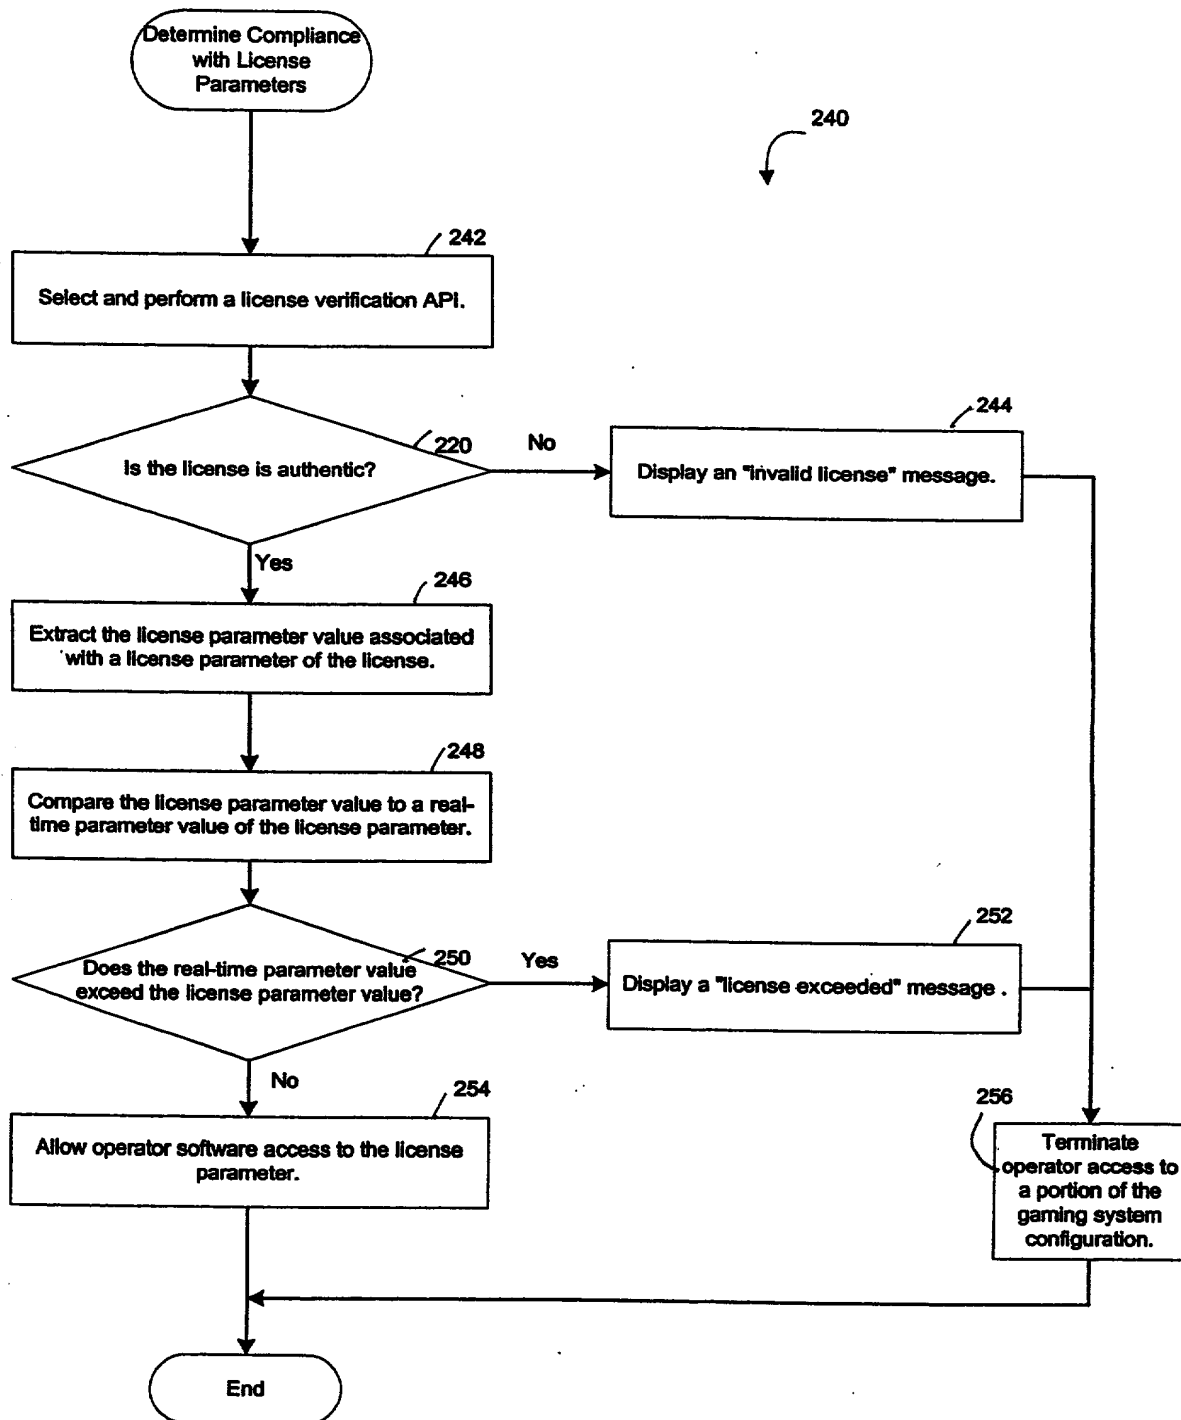 Determine Compliance
with License
Parameters
240
242
Select and perform a license verification API.
220
Is the license is authentic?
No
244
Display an "invalid license" message.
Yes
246
Extract the license parameter value associated
with a license parameter of the license.
248
Compare the license parameter value to a real-
time parameter value of the license parameter.
250
Does the real-time parameter value
exceed the license parameter value?
Yes
252
Display a "license exceeded" message .
No
254
Allow operator software access to the license
parameter.
256
Terminate
operator access to
a portion of the
gaming system
configuration.
End